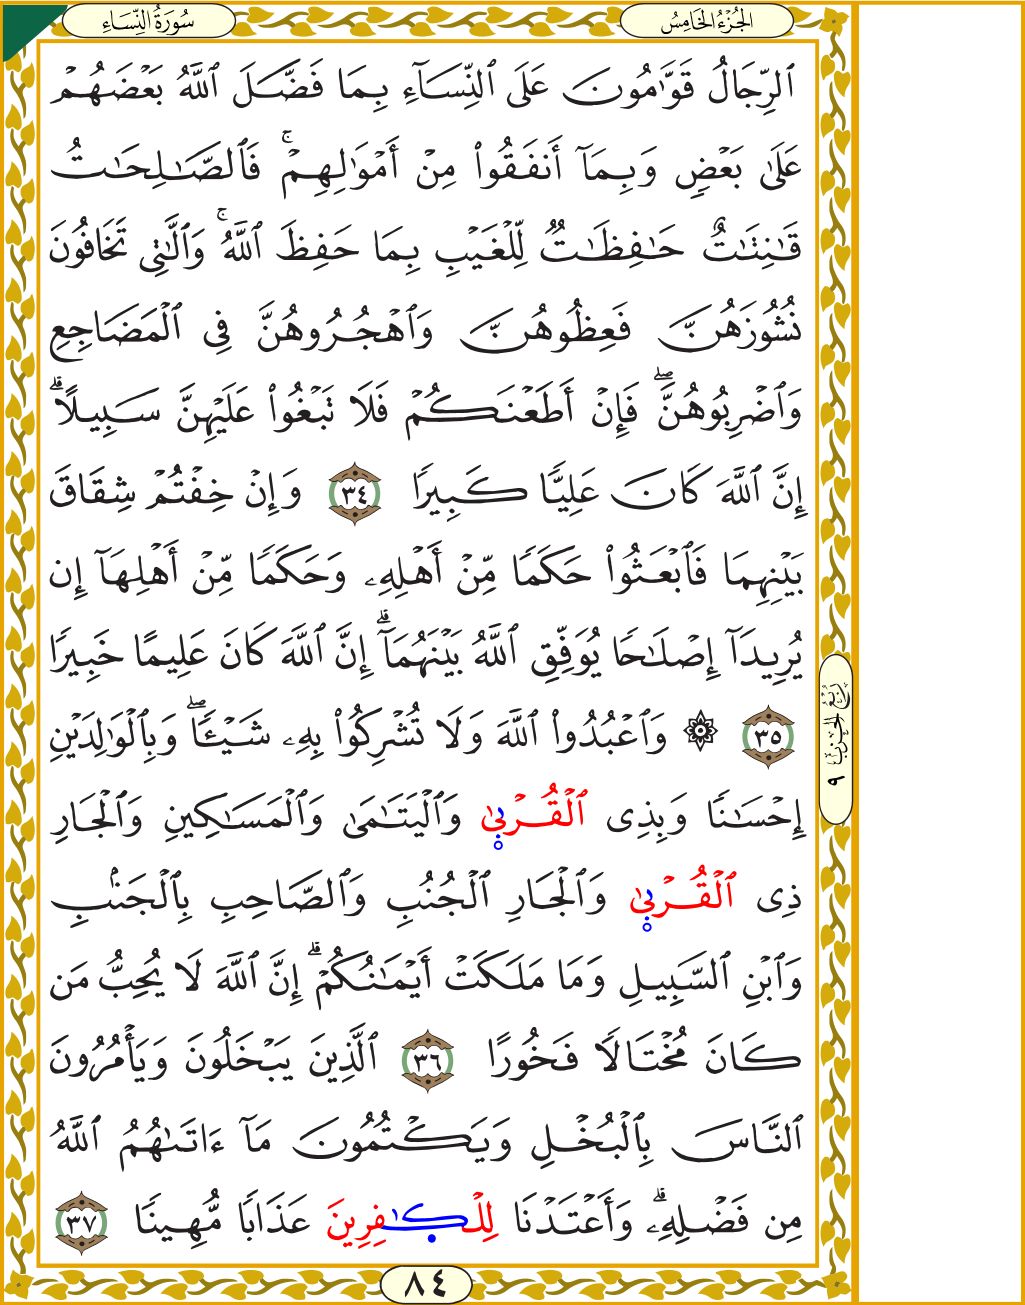 سُورَةُ النِّسَاءِ
الجُزْءُ الخَامِسُ
ٱلرِّجَالُ قَوَّٰمُونَ عَلَى ٱلنِّسَآءِ بِمَا فَضَّلَ ٱللَّهُ بَعْضَهُمْ
عَلَىٰ بَعْضٍ وَبِمَآ أَنفَقُوا۟ مِنْ أَمْوَٰلِهِمْ ۚ فَٱلصَّـٰلِحَـٰتُ
قَـٰنِتَـٰتٌ حَـٰفِظَـٰتٌ لِّلْغَيْبِ بِمَا حَفِظَ ٱللَّهُ ۚ وَٱلَّـٰتِى تَخَافُونَ
نُشُوزَهُنَّ فَعِظُوهُنَّ وَٱهْجُرُوهُنَّ فِى ٱلْمَضَاجِعِ
وَٱضْرِبُوهُنَّ ۖ فَإِنْ أَطَعْنَكُمْ فَلَا تَبْغُوا۟ عَلَيْهِنَّ سَبِيلًا ۗ
إِنَّ ٱللَّهَ كَانَ عَلِيًّا كَبِيرًا ٣٤ وَإِنْ خِفْتُمْ شِقَاقَ
بَيْنِهِمَا فَٱبْعَثُوا۟ حَكَمًا مِّنْ أَهْلِهِۦ وَحَكَمًا مِّنْ أَهْلِهَآ إِن
يُرِيدَآ إِصْلَـٰحًا يُوَفِّقِ ٱللَّهُ بَيْنَهُمَآ ۗ إِنَّ ٱللَّهَ كَانَ عَلِيمًا خَبِيرًا
٣٥ ۞ وَٱعْبُدُوا۟ ٱللَّهَ وَلَا تُشْرِكُوا۟ بِهِۦ شَيْـًٔا ۖ وَبِٱلْوَٰلِدَيْنِ
إِحْسَـٰنًا وَبِذِى ٱلْقُرْبَىٰ وَٱلْيَتَـٰمَىٰ وَٱلْمَسَـٰكِينِ وَٱلْجَارِ
ذِى ٱلْقُرْبَىٰ وَٱلْجَارِ ٱلْجُنُبِ وَٱلصَّاحِبِ بِٱلْجَنۢبِ
وَٱبْنِ ٱلسَّبِيلِ وَمَا مَلَكَتْ أَيْمَـٰنُكُمْ ۗ إِنَّ ٱللَّهَ لَا يُحِبُّ مَن
كَانَ مُخْتَالًا فَخُورًا ٣٦ ٱلَّذِينَ يَبْخَلُونَ وَيَأْمُرُونَ
ٱلنَّاسَ بِٱلْبُخْلِ وَيَكْتُمُونَ مَآ ءَاتَىٰهُمُ ٱللَّهُ
مِن فَضْلِهِۦ ۗ وَأَعْتَدْنَا لِلْكَـٰفِرِينَ عَذَابًا مُّهِينًا ٣٧
رُبْعُ الحِزْبِ ٩
٨٤